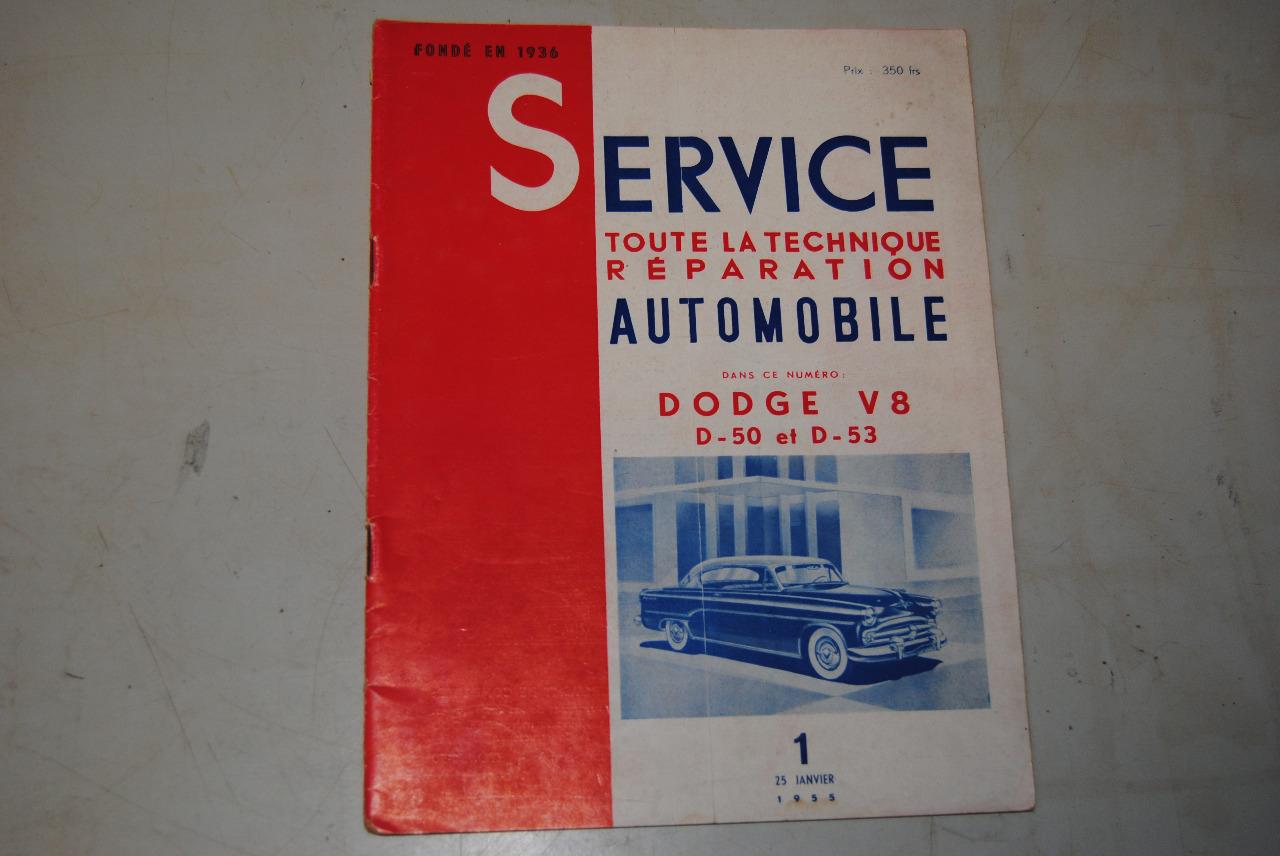 FONDÉ EN 1936
Prix : 350 frs
SERVICE
TOUTE LA TECHNIQUE
RÉPARATION
AUTOMOBILE
DANS CE NUMÉRO :
DODGE V8
D-50 et D-53
1
25 JANVIER
1955